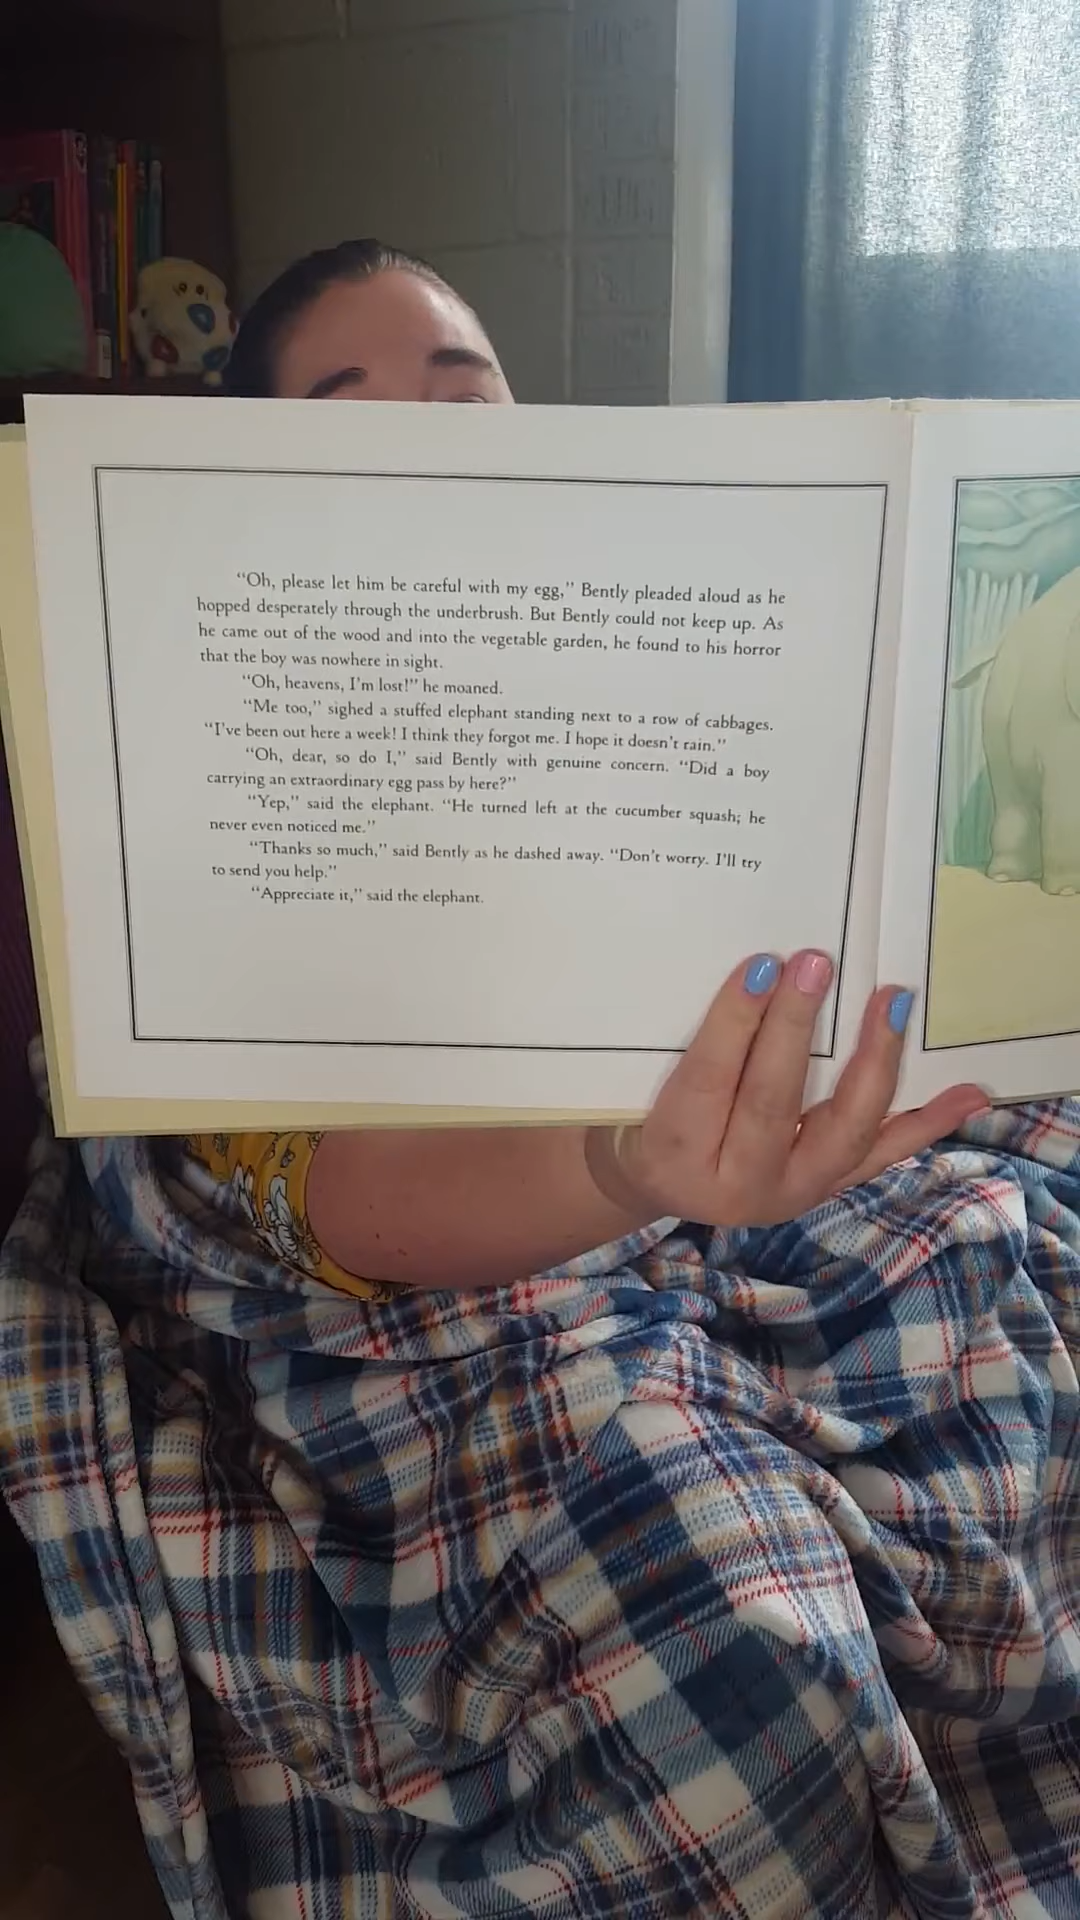 “Oh, please let him be careful with my egg,” Bently pleaded aloud as he
hopped desperately through the underbrush. But Bently could not keep up. As
he came out of the wood and into the vegetable garden, he found to his horror
that the boy was nowhere in sight.
“Oh, heavens, I'm lost!” he moaned.
“Me too,” sighed a stuffed elephant standing next to a row of cabbages.
“I've been out here a week! I think they forgot me. I hope it doesn't rain.”
“Oh, dear, so do I,” said Bently with genuine concern. “Did a boy
carrying an extraordinary egg pass by here?”
“Yep,” said the elephant. “He turned left at the cucumber squash; he
never even noticed me.”
“Thanks so much,” said Bently as he dashed away. “Don't worry. I'll try
to send you help.”
“Appreciate it,” said the elephant.